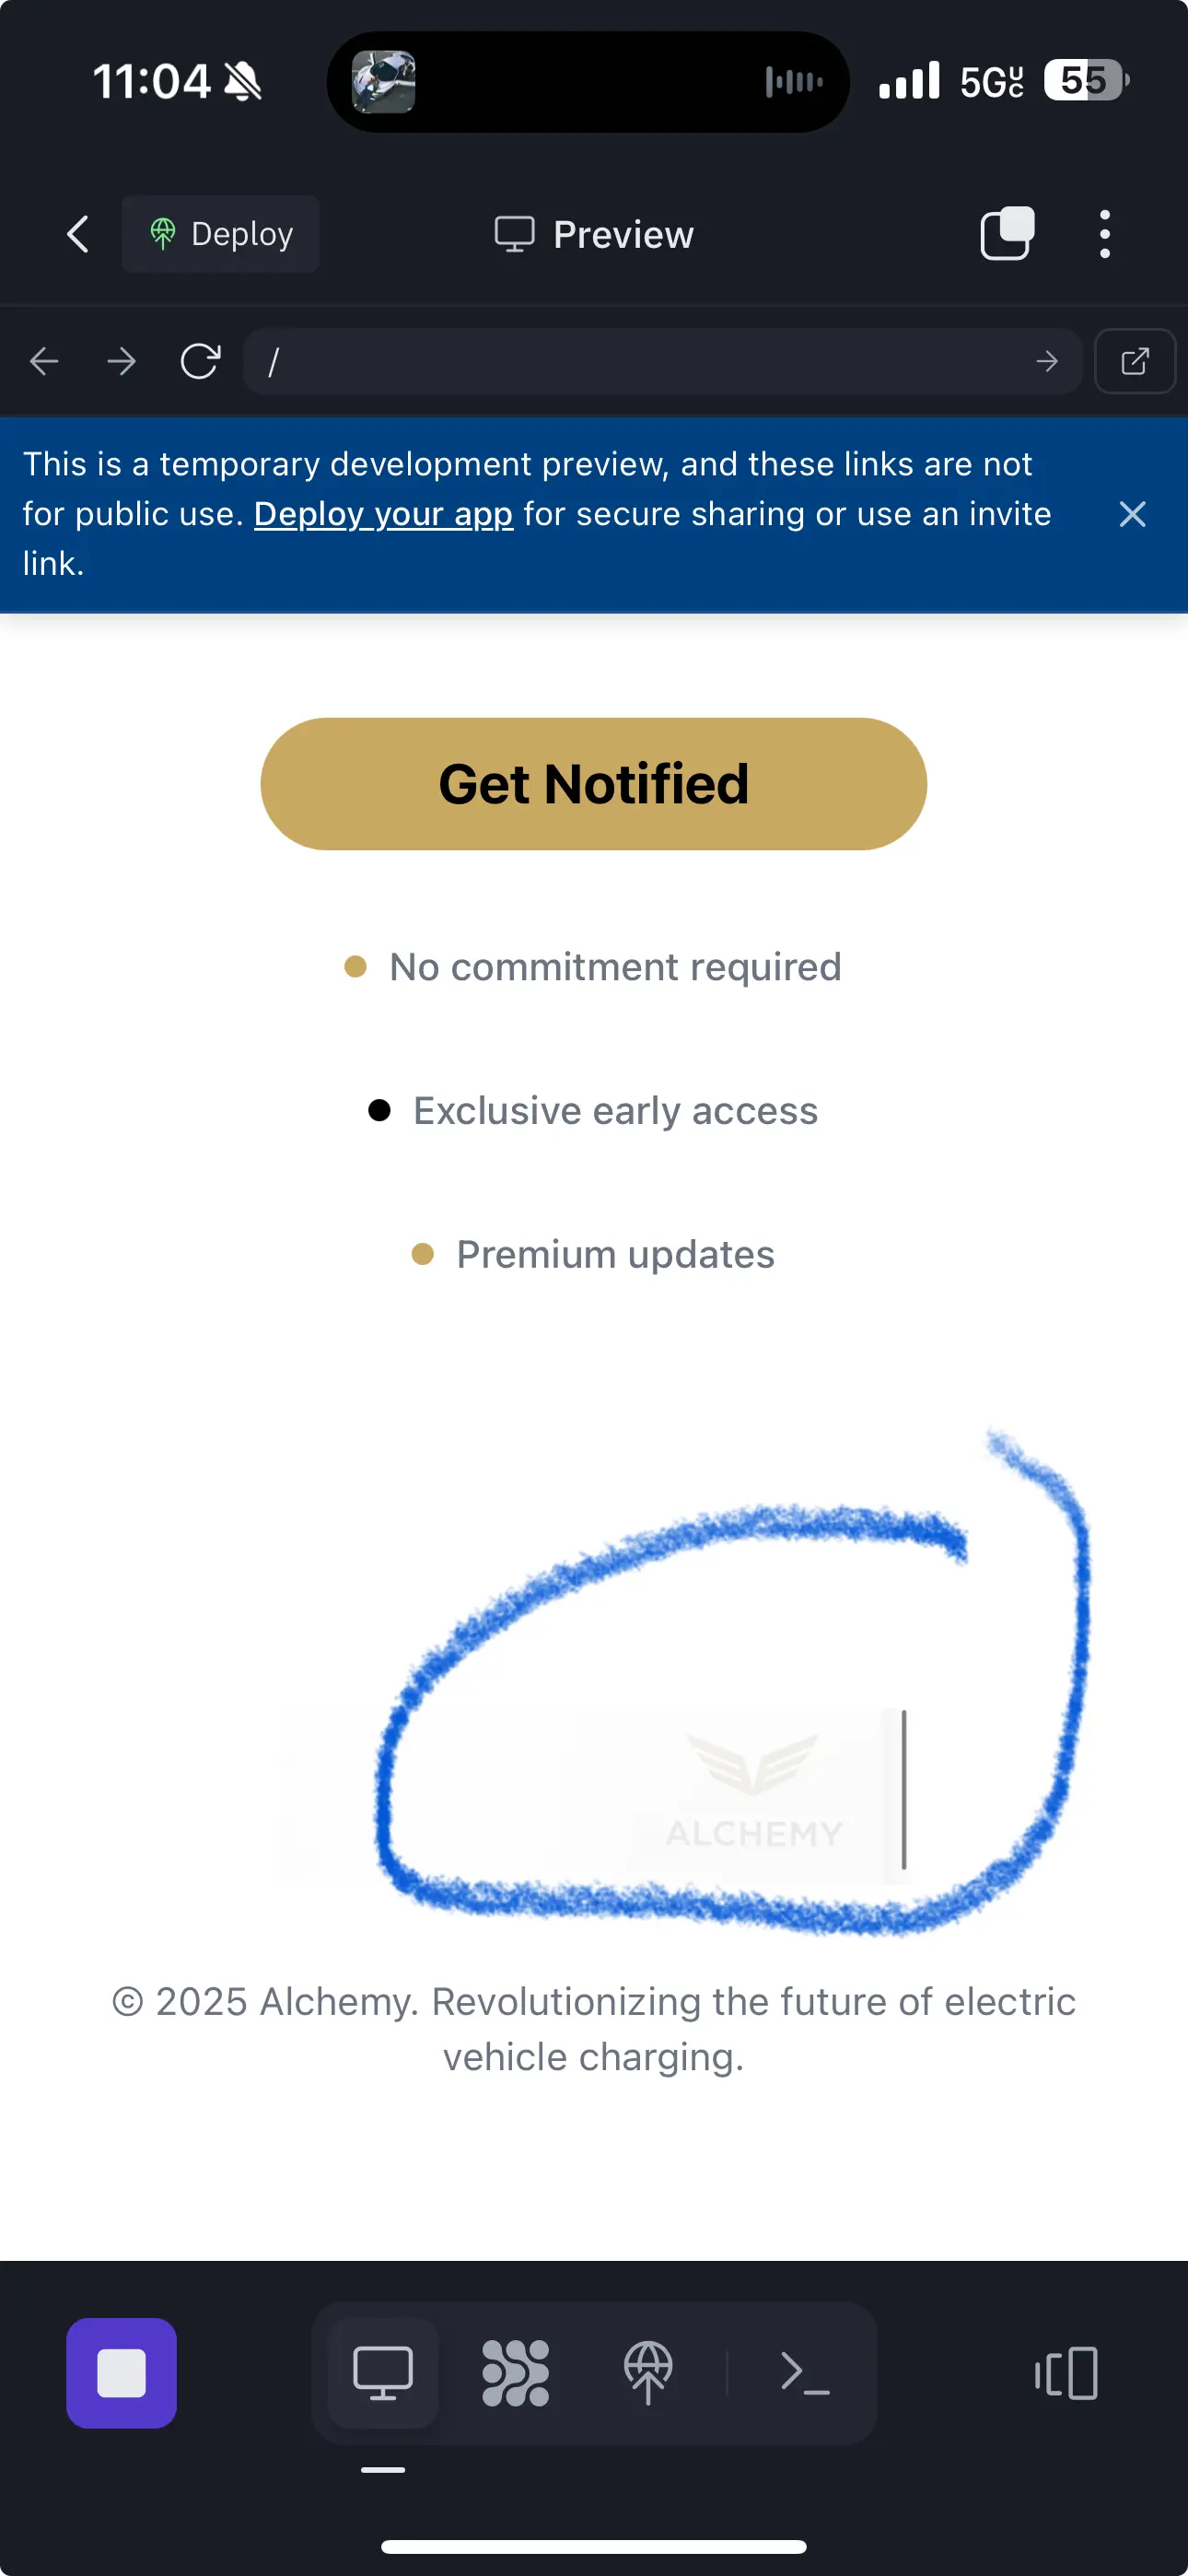 11:04
5G UC
55
Deploy
Preview
/
This is a temporary development preview, and these links are not
for public use. Deploy your app for secure sharing or use an invite
link.
Get Notified
No commitment required
Exclusive early access
Premium updates
ALCHEMY
© 2025 Alchemy. Revolutionizing the future of electric
vehicle charging.